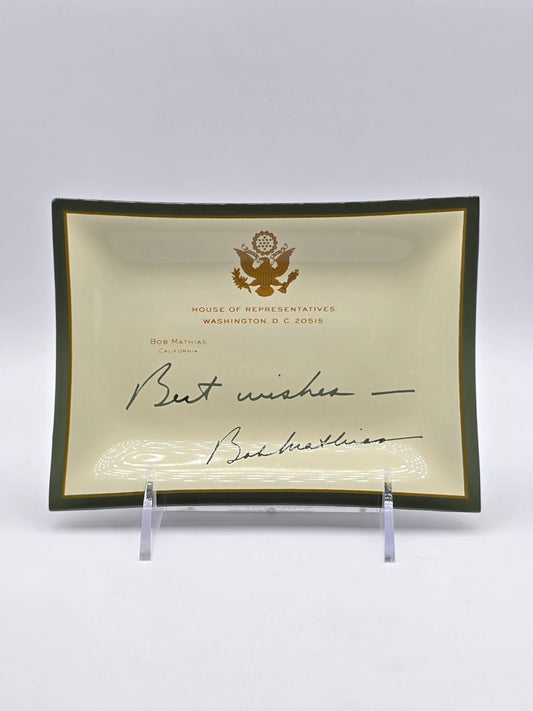 HOUSE OF REPRESENTATIVES
WASHINGTON, D C 20515
BOB MATHIAS
CALIFORNIA
Best wishes —
Bob Mathias